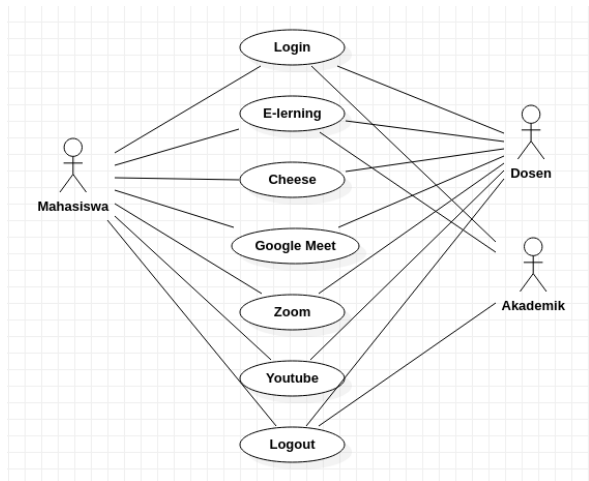 Login
E-lerning
Cheese
Google Meet
Zoom
Youtube
Logout
Mahasiswa
Dosen
Akademik